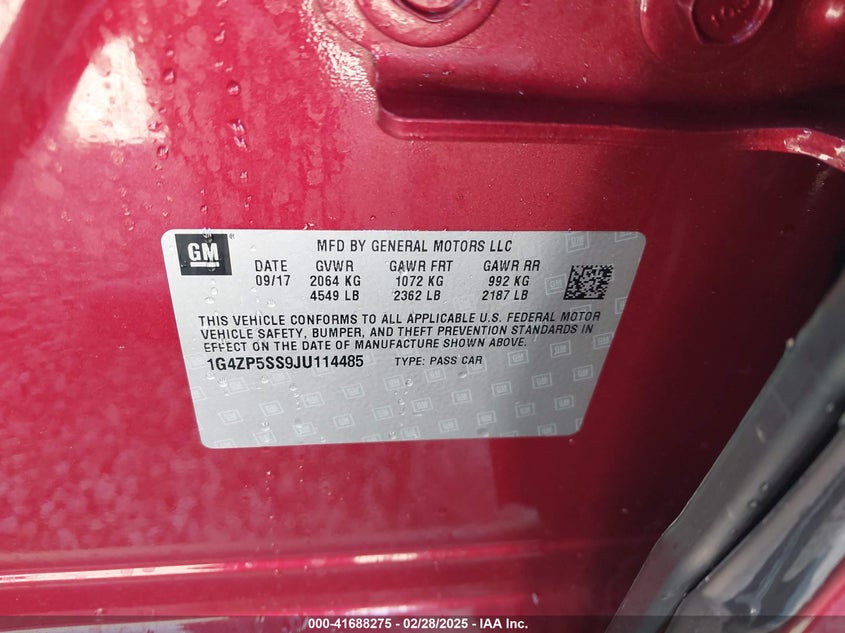 GM
MFD BY GENERAL MOTORS LLC
DATE GVWR GAWR FRT GAWR RR
09/17 2064 KG 1072 KG 992 KG
4549 LB 2362 LB 2187 LB
THIS VEHICLE CONFORMS TO ALL APPLICABLE U.S. FEDERAL MOTOR
VEHICLE SAFETY, BUMPER, AND THEFT PREVENTION STANDARDS IN
EFFECT ON THE DATE OF MANUFACTURE SHOWN ABOVE.
1G4ZP5SS9JU114485 TYPE: PASS CAR
000-41688275 - 02/28/2025 - IAA Inc.